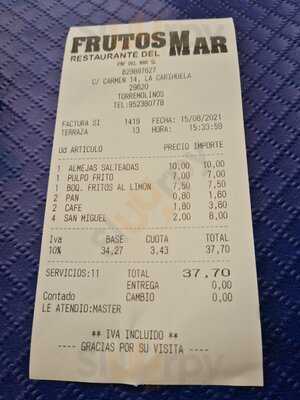 FRUTOS MAR
RESTAURANTE DEL
FMF DEL MAR SL
B29807627
C/ CARMEN 14, LA CARIHUELA
29620
TORREMOLINOS
TEL:952380778
FACTURA SI 1419 FECHA: 15/08/2021
TERRAZA 13 HORA: 15:33:59
Ud ARTICULO PRECIO IMPORTE
1 ALMEJAS SALTEADAS 10,00 10,00
1 PULPO FRITO 7,00 7,00
1 BOQ. FRITOS AL LIMON 7,50 7,50
2 PAN 0,80 1,60
2 CAFE 1,80 3,60
4 SAN MIGUEL 2,00 8,00
Iva BASE CUOTA TOTAL
10% 34,27 3,43 37,70
SERVICIOS:11 TOTAL 37,70
ENTREGA 0,00
Contado CAMBIO 0,00
LE ATENDIO:MASTER
** IVA INCLUIDO **
---- GRACIAS POR SU VISITA ----